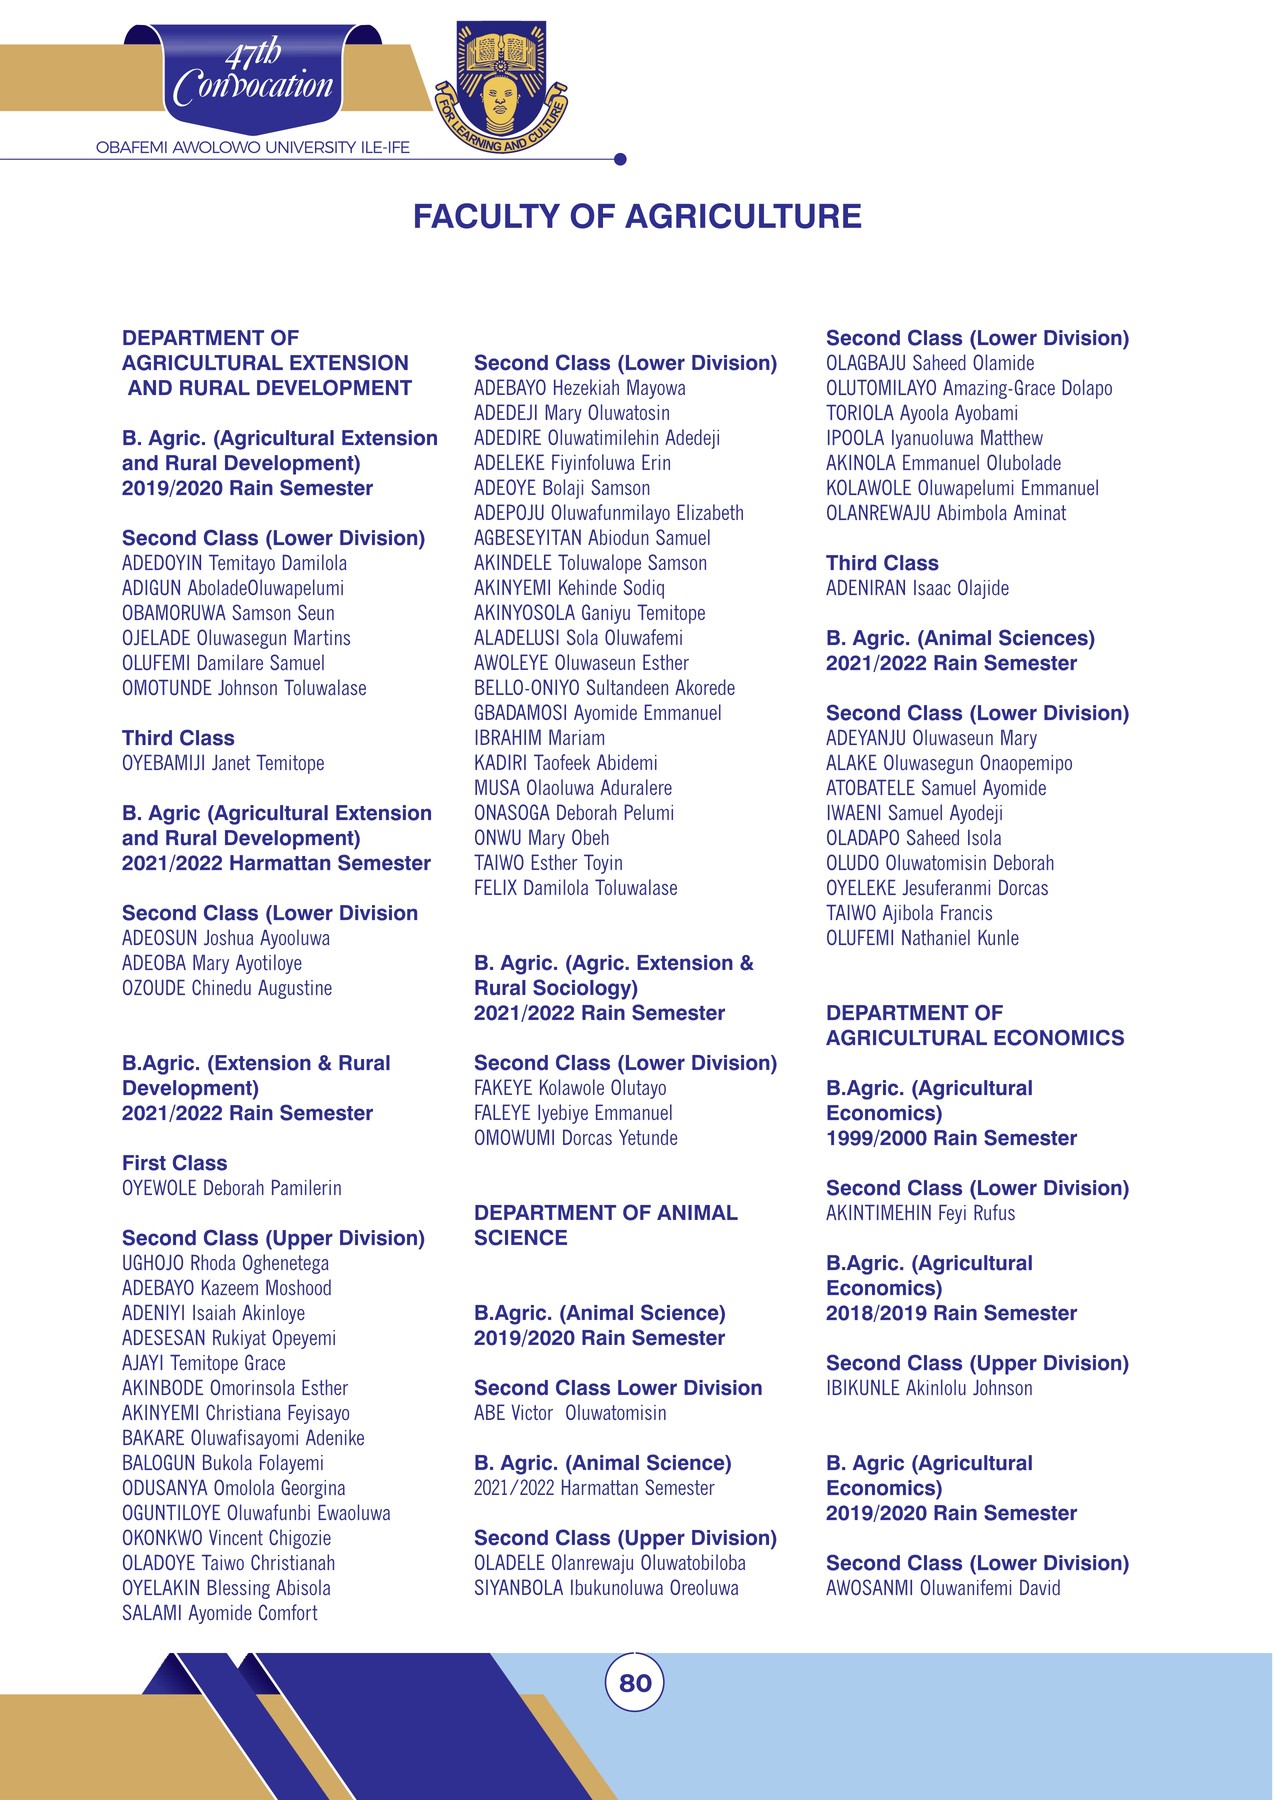 47th
Convocation
OBAFEMI AWOLOWO UNIVERSITY ILE-IFE
FOR LEARNING AND CULTURE
FACULTY OF AGRICULTURE
DEPARTMENT OF
AGRICULTURAL EXTENSION
AND RURAL DEVELOPMENT
B. Agric. (Agricultural Extension
and Rural Development)
2019/2020 Rain Semester
Second Class (Lower Division)
ADEDOYIN Temitayo Damilola
ADIGUN AboladeOluwapelumi
OBAMORUWA Samson Seun
OJELADE Oluwasegun Martins
OLUFEMI Damilare Samuel
OMOTUNDE Johnson Toluwalase
Third Class
OYEBAMIJI Janet Temitope
B. Agric (Agricultural Extension
and Rural Development)
2021/2022 Harmattan Semester
Second Class (Lower Division
ADEOSUN Joshua Ayooluwa
ADEOBA Mary Ayotiloye
OZOUDE Chinedu Augustine
B.Agric. (Extension & Rural
Development)
2021/2022 Rain Semester
First Class
OYEWOLE Deborah Pamilerin
Second Class (Upper Division)
UGHOJO Rhoda Oghenetega
ADEBAYO Kazeem Moshood
ADENIYI Isaiah Akinloye
ADESESAN Rukiyat Opeyemi
AJAYI Temitope Grace
AKINBODE Omorinsola Esther
AKINYEMI Christiana Feyisayo
BAKARE Oluwafisayomi Adenike
BALOGUN Bukola Folayemi
ODUSANYA Omolola Georgina
OGUNTILOYE Oluwafunbi Ewaoluwa
OKONKWO Vincent Chigozie
OLADOYE Taiwo Christianah
OYELAKIN Blessing Abisola
SALAMI Ayomide Comfort
Second Class (Lower Division)
ADEBAYO Hezekiah Mayowa
ADEDEJI Mary Oluwatosin
ADEDIRE Oluwatimilehin Adedeji
ADELEKE Fiyinfoluwa Erin
ADEOYE Bolaji Samson
ADEPOJU Oluwafunmilayo Elizabeth
AGBESEYITAN Abiodun Samuel
AKINDELE Toluwalope Samson
AKINYEMI Kehinde Sodiq
AKINYOSOLA Ganiyu Temitope
ALADELUSI Sola Oluwafemi
AWOLEYE Oluwaseun Esther
BELLO-ONIYO Sultandeen Akorede
GBADAMOSI Ayomide Emmanuel
IBRAHIM Mariam
KADIRI Taofeek Abidemi
MUSA Olaoluwa Aduralere
ONASOGA Deborah Pelumi
ONWU Mary Obeh
TAIWO Esther Toyin
FELIX Damilola Toluwalase
B. Agric. (Agric. Extension &
Rural Sociology)
2021/2022 Rain Semester
Second Class (Lower Division)
FAKEYE Kolawole Olutayo
FALEYE Iyebiye Emmanuel
OMOWUMI Dorcas Yetunde
DEPARTMENT OF ANIMAL
SCIENCE
B.Agric. (Animal Science)
2019/2020 Rain Semester
Second Class Lower Division
ABE Victor Oluwatomisin
B. Agric. (Animal Science)
2021/2022 Harmattan Semester
Second Class (Upper Division)
OLADELE Olanrewaju Oluwatobiloba
SIYANBOLA Ibukunoluwa Oreoluwa
Second Class (Lower Division)
OLAGBAJU Saheed Olamide
OLUTOMILAYO Amazing-Grace Dolapo
TORIOLA Ayoola Ayobami
IPOOLA Iyanuoluwa Matthew
AKINOLA Emmanuel Olubolade
KOLAWOLE Oluwapelumi Emmanuel
OLANREWAJU Abimbola Aminat
Third Class
ADENIRAN Isaac Olajide
B. Agric. (Animal Sciences)
2021/2022 Rain Semester
Second Class (Lower Division)
ADEYANJU Oluwaseun Mary
ALAKE Oluwasegun Onaopemipo
ATOBATELE Samuel Ayomide
IWAENI Samuel Ayodeji
OLADAPO Saheed Isola
OLUDO Oluwatomisin Deborah
OYELEKE Jesuferanmi Dorcas
TAIWO Ajibola Francis
OLUFEMI Nathaniel Kunle
DEPARTMENT OF
AGRICULTURAL ECONOMICS
B.Agric. (Agricultural
Economics)
1999/2000 Rain Semester
Second Class (Lower Division)
AKINTIMEHIN Feyi Rufus
B.Agric. (Agricultural
Economics)
2018/2019 Rain Semester
Second Class (Upper Division)
IBIKUNLE Akinlolu Johnson
B. Agric (Agricultural
Economics)
2019/2020 Rain Semester
Second Class (Lower Division)
AWOSANMI Oluwanifemi David
80